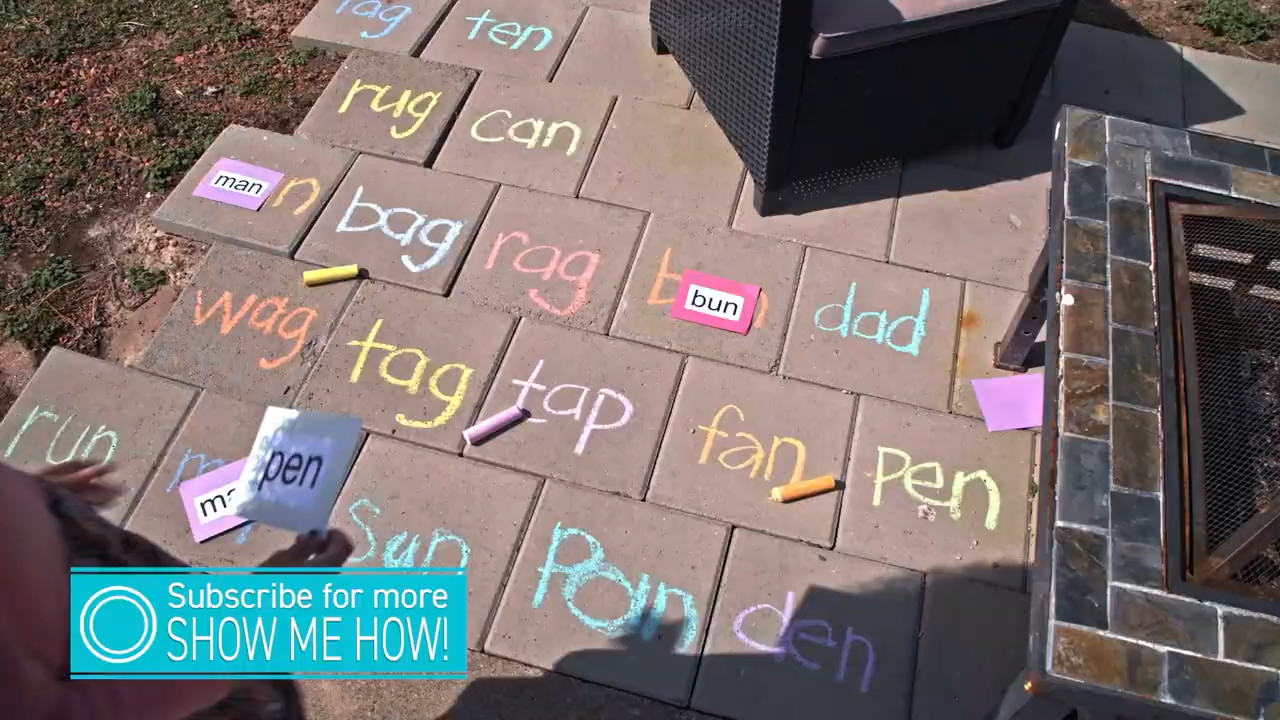 ten
rug can
man n
bag
rag
b
bun
dad
wag
tag
tap
fan
pen
run
m
ma
pen
Sun
Pan
den
Subscribe for more
SHOW ME HOW!